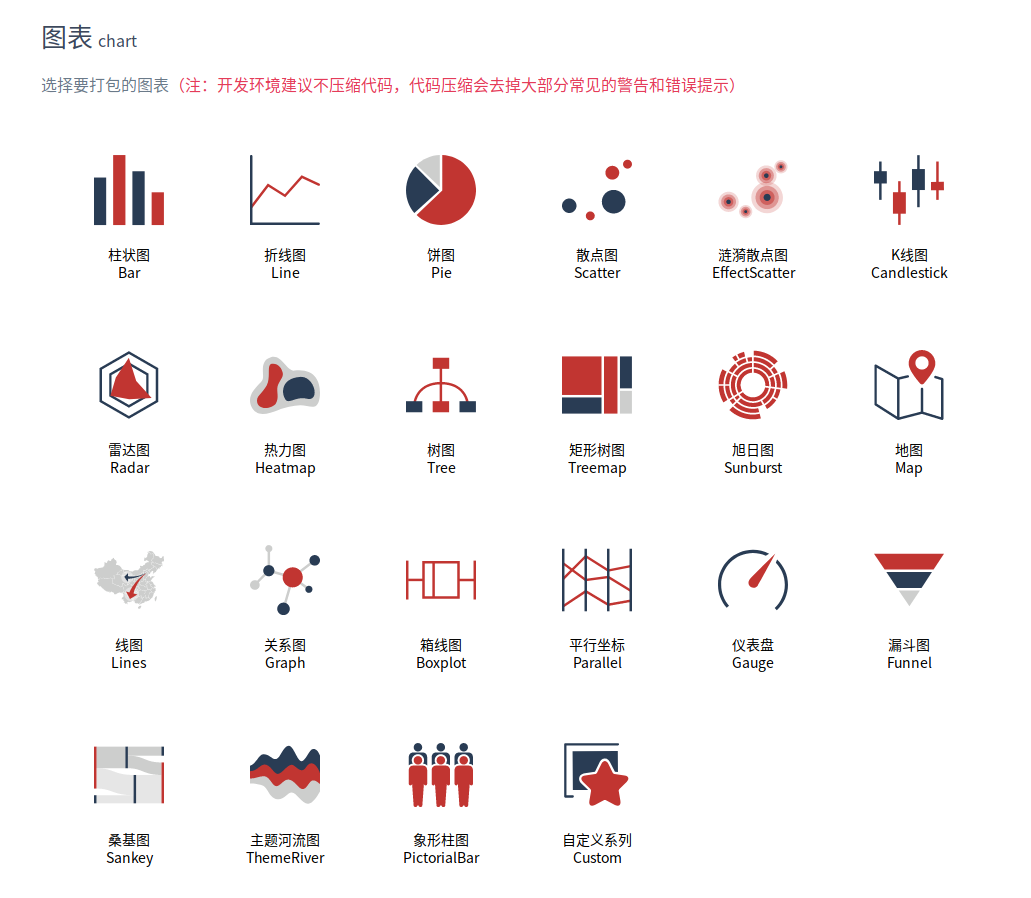 图表 chart
选择要打包的图表（注：开发环境建议不压缩代码，代码压缩会去掉大部分常见的警告和错误提示）
柱状图 折线图 饼图 散点图 涟漪散点图 K线图
Bar Line Pie Scatter EffectScatter Candlestick
雷达图 热力图 树图 矩形树图 旭日图 地图
Radar Heatmap Tree Treemap Sunburst Map
线图 关系图 箱线图 平行坐标 仪表盘 漏斗图
Lines Graph Boxplot Parallel Gauge Funnel
桑基图 主题河流图 象形柱图 自定义系列
Sankey ThemeRiver PictorialBar Custom